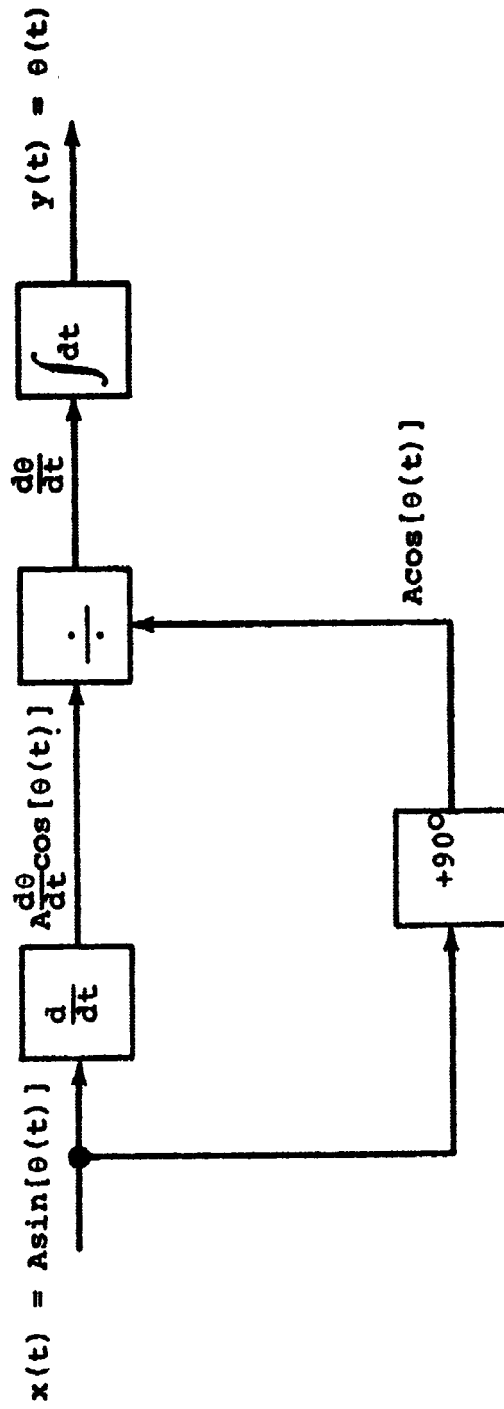 x(t) = Asin[θ(t)]
d
dt
A dθ/dt cos[θ(t)]
÷
dθ
dt
∫dt
y(t) = θ(t)
+90°
Acos[θ(t)]